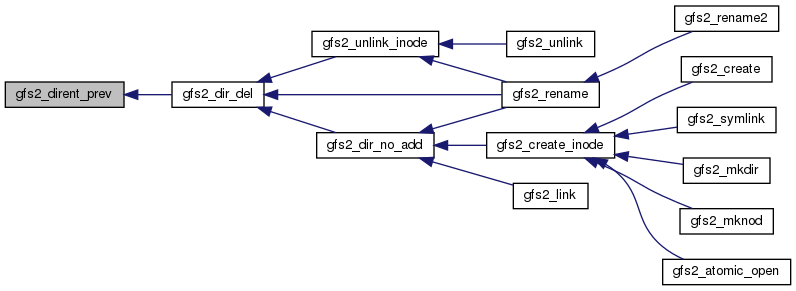 gfs2_dirent_prev
gfs2_dir_del
gfs2_unlink_inode
gfs2_dir_no_add
gfs2_unlink
gfs2_rename
gfs2_create_inode
gfs2_link
gfs2_rename2
gfs2_create
gfs2_symlink
gfs2_mkdir
gfs2_mknod
gfs2_atomic_open